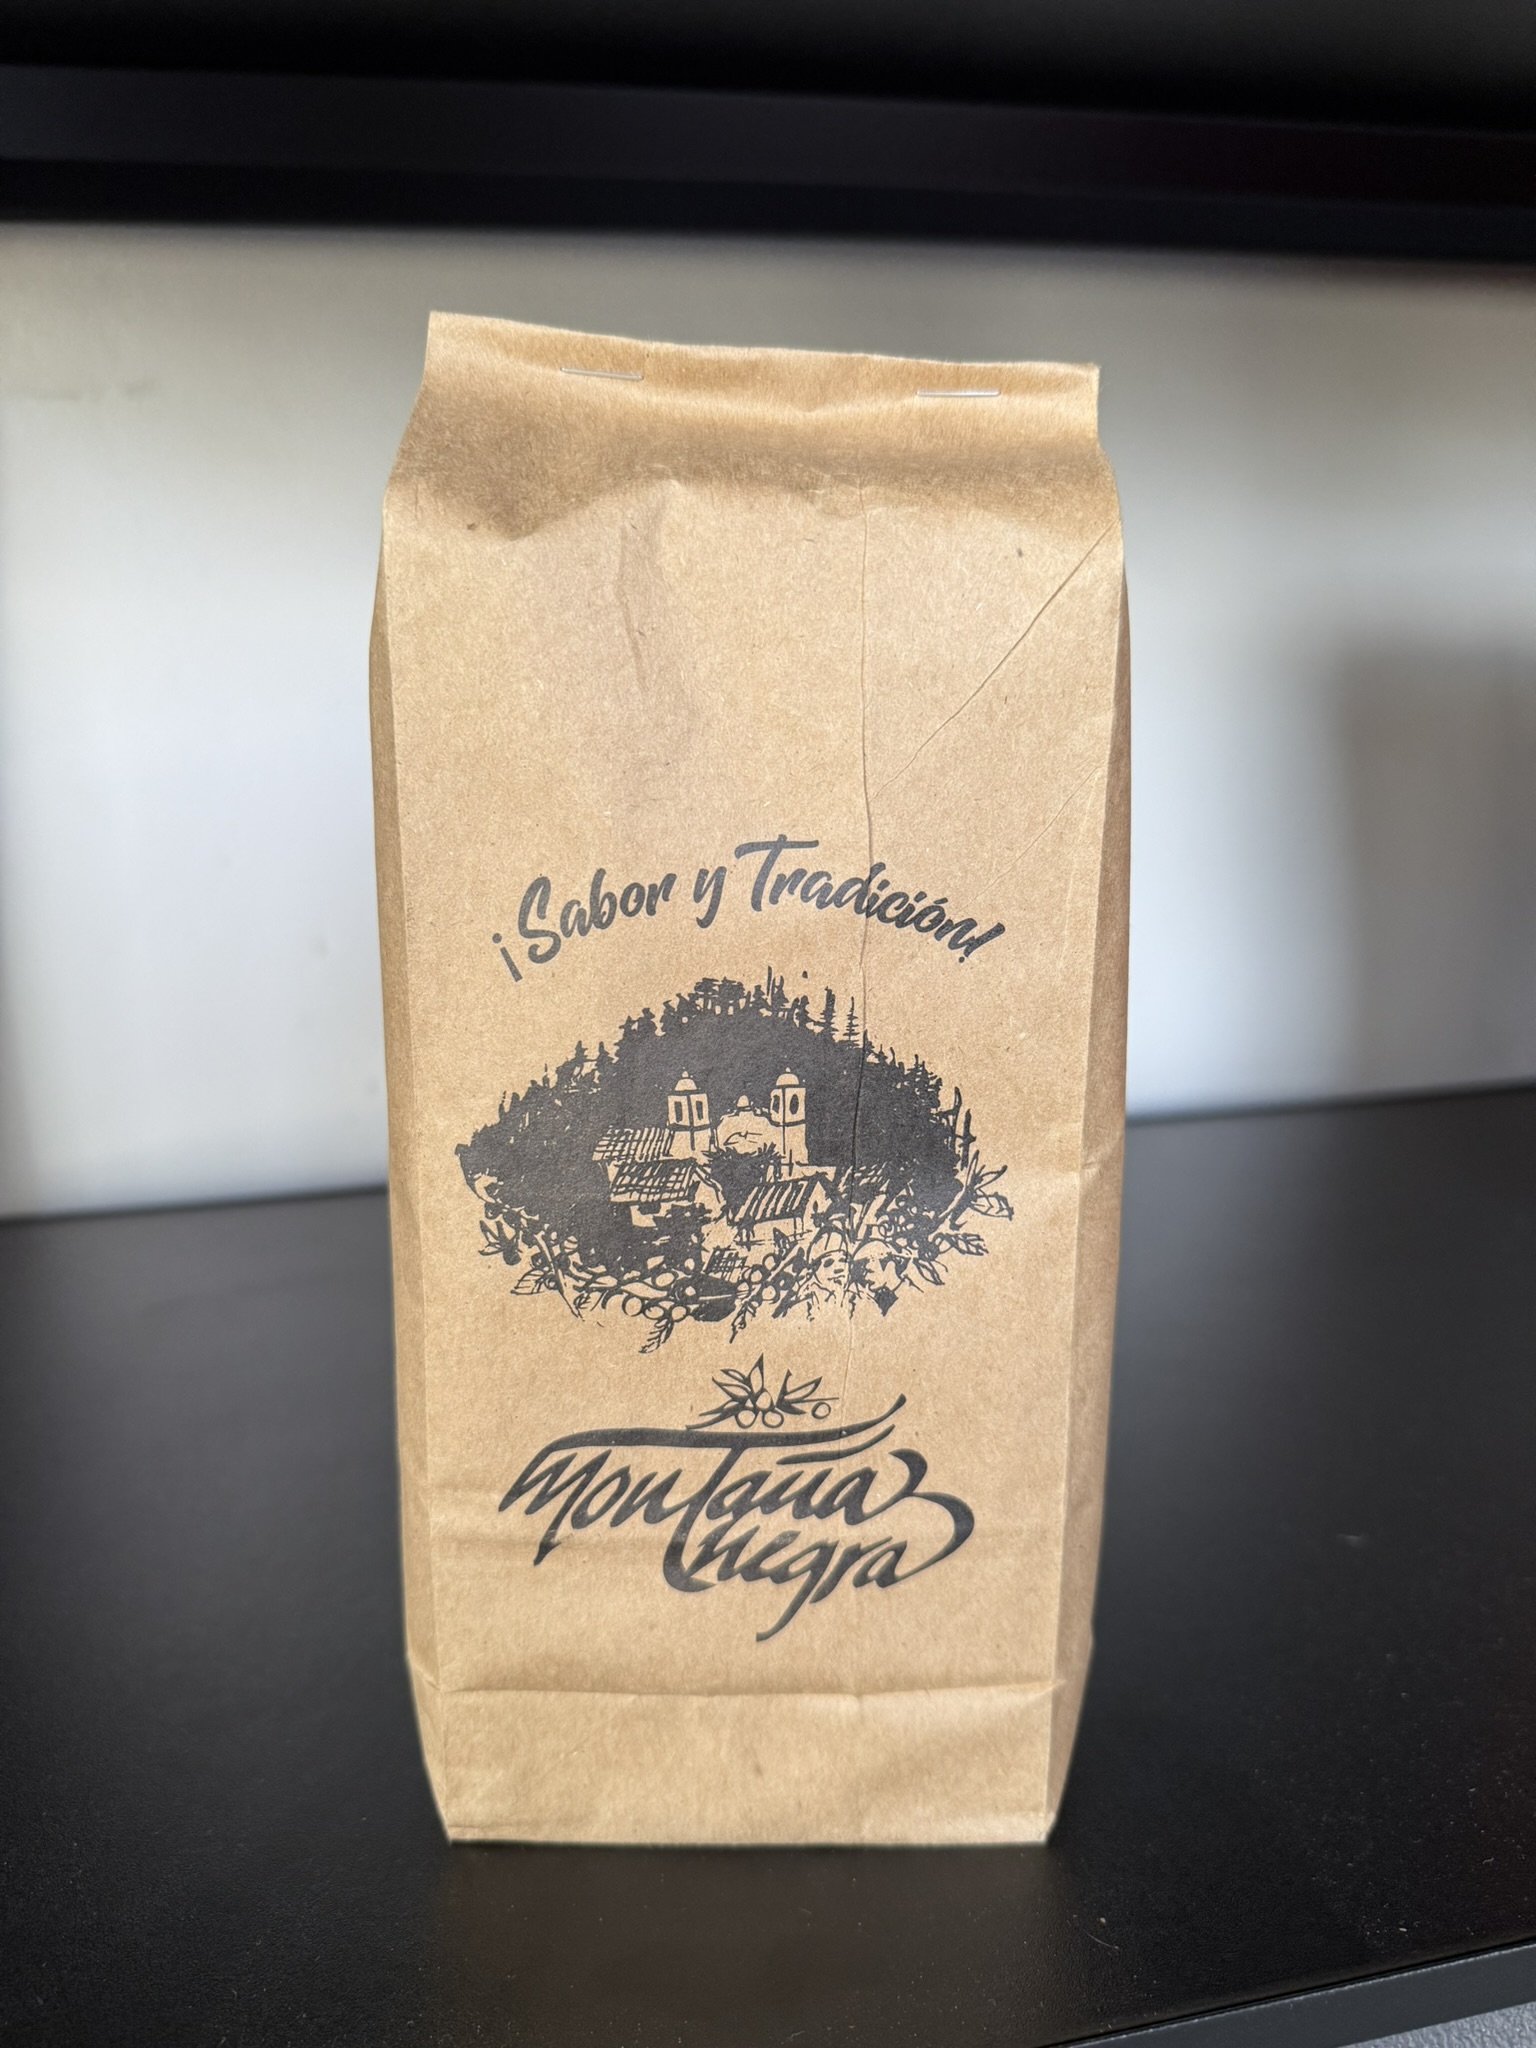 ¡Sabor y Tradición!
Montaña
negra